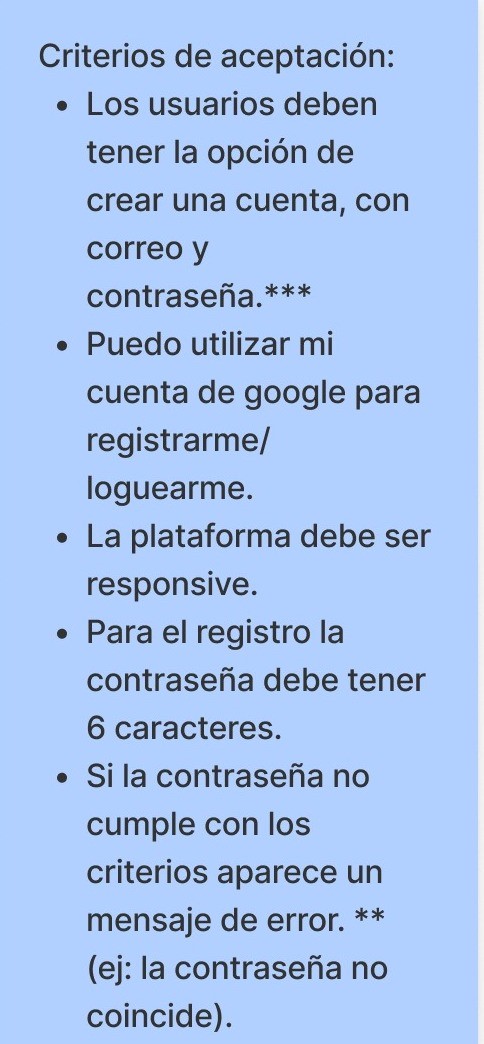 Criterios de aceptación:
• Los usuarios deben
tener la opción de
crear una cuenta, con
correo y
contraseña.***
• Puedo utilizar mi
cuenta de google para
registrarme/
loguearme.
• La plataforma debe ser
responsive.
• Para el registro la
contraseña debe tener
6 caracteres.
• Si la contraseña no
cumple con los
criterios aparece un
mensaje de error. **
(ej: la contraseña no
coincide).